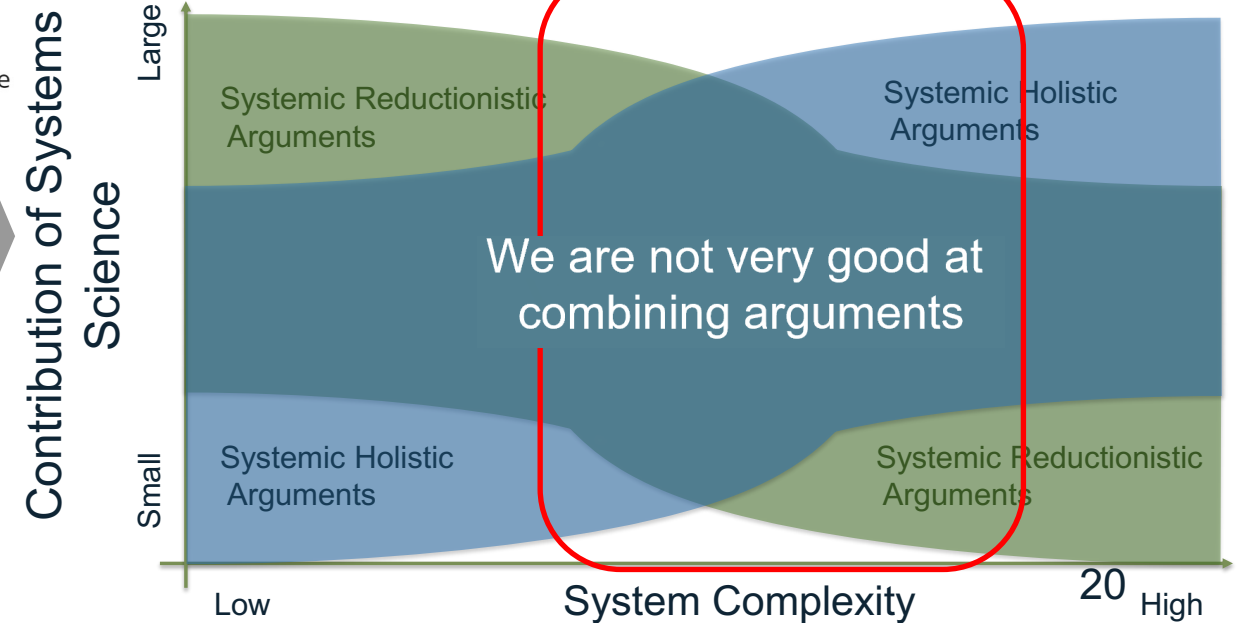 e
Contribution of Systems
Science
Large
Small
Systemic Reductionistic
Arguments
Systemic Holistic
Arguments
We are not very good at
combining arguments
Systemic Holistic
Arguments
Systemic Reductionistic
Arguments
Low
System Complexity
20
High